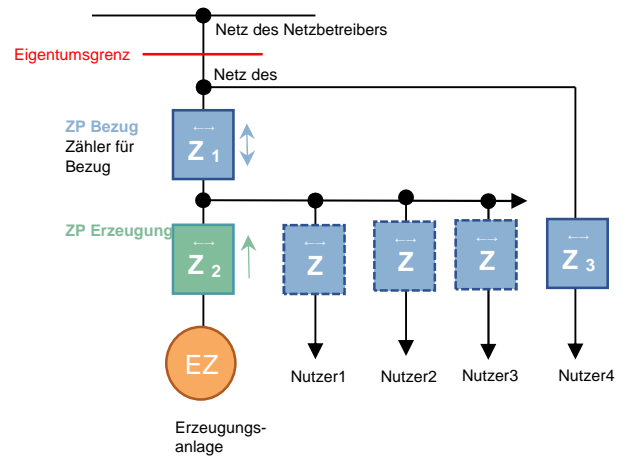 Netz des Netzbetreibers
Eigentumsgrenz
Netz des
ZP Bezug
Zähler für
Bezug
Z 1
ZP Erzeugung
Z 2
Z
Z
Z
Z 3
EZ
Nutzer1
Nutzer2
Nutzer3
Nutzer4
Erzeugungs-
anlage